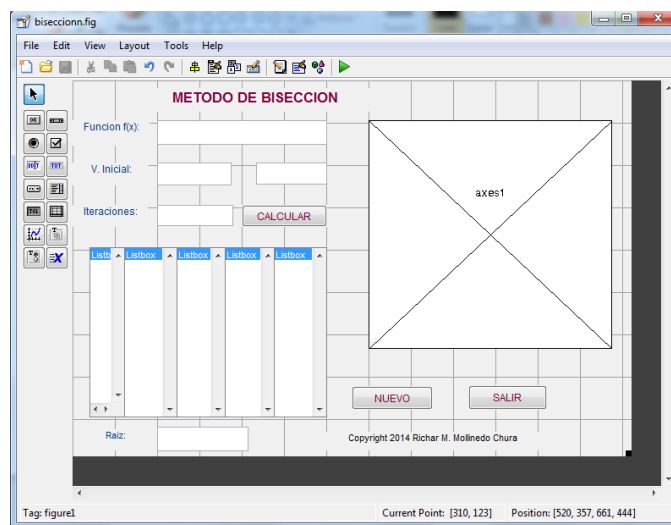 biseccionn.fig
File Edit View Layout Tools Help
METODO DE BISECCION
Funcion f(x):
V. Inicial:
Iteraciones:
CALCULAR
axes1
Listb Listbox Listbox Listbox Listbox
NUEVO
SALIR
Raiz:
Copyright 2014 Richar M. Mollinedo Chura
Tag: figure1
Current Point: [310, 123]
Position: [520, 357, 661, 444]